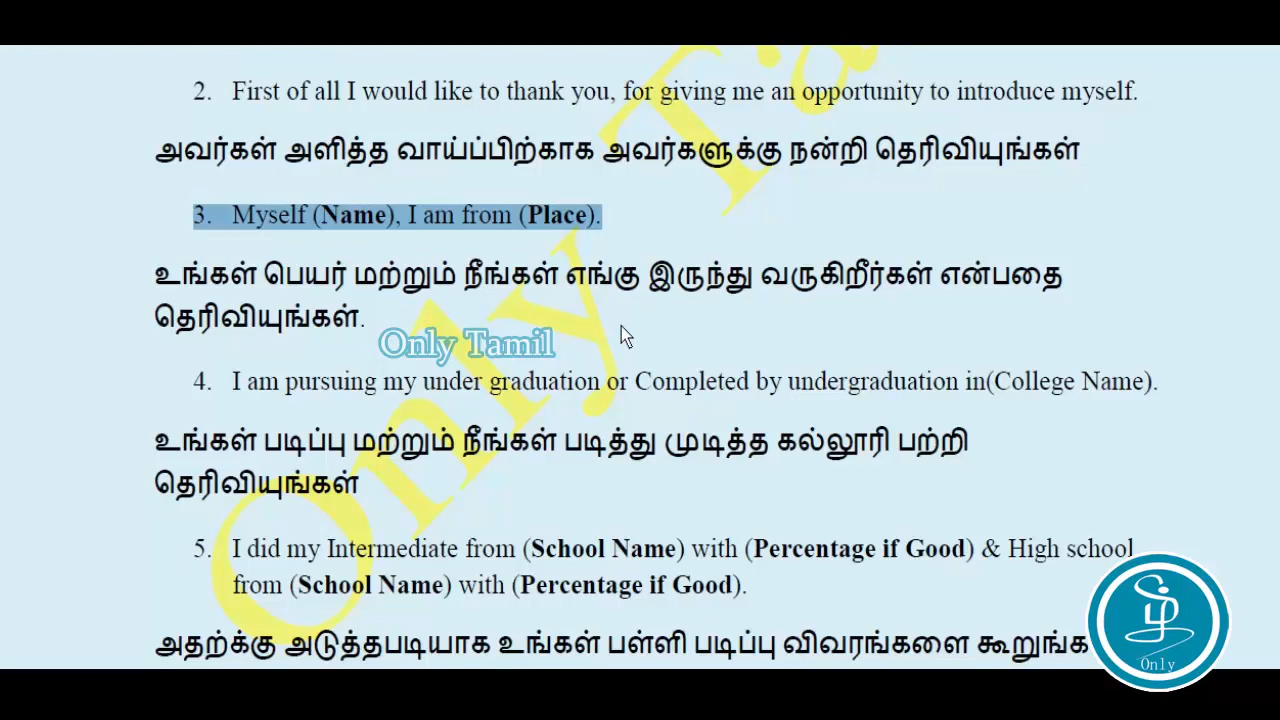 2. First of all I would like to thank you, for giving me an opportunity to introduce myself.
அவர்கள் அளித்த வாய்ப்பிற்காக அவர்களுக்கு நன்றி தெரிவியுங்கள்
3. Myself (Name), I am from (Place).
உங்கள் பெயர் மற்றும் நீங்கள் எங்கு இருந்து வருகிறீர்கள் என்பதை
தெரிவியுங்கள்.
Only Tamil
4. I am pursuing my under graduation or Completed by undergraduation in(College Name).
உங்கள் படிப்பு மற்றும் நீங்கள் படித்து முடித்த கல்லூரி பற்றி
தெரிவியுங்கள்
5. I did my Intermediate from (School Name) with (Percentage if Good) & High school
from (School Name) with (Percentage if Good).
அதற்க்கு அடுத்தபடியாக உங்கள் பள்ளி படிப்பு விவரங்களை கூறுங்க
Only Ta
தமிழ்
Only